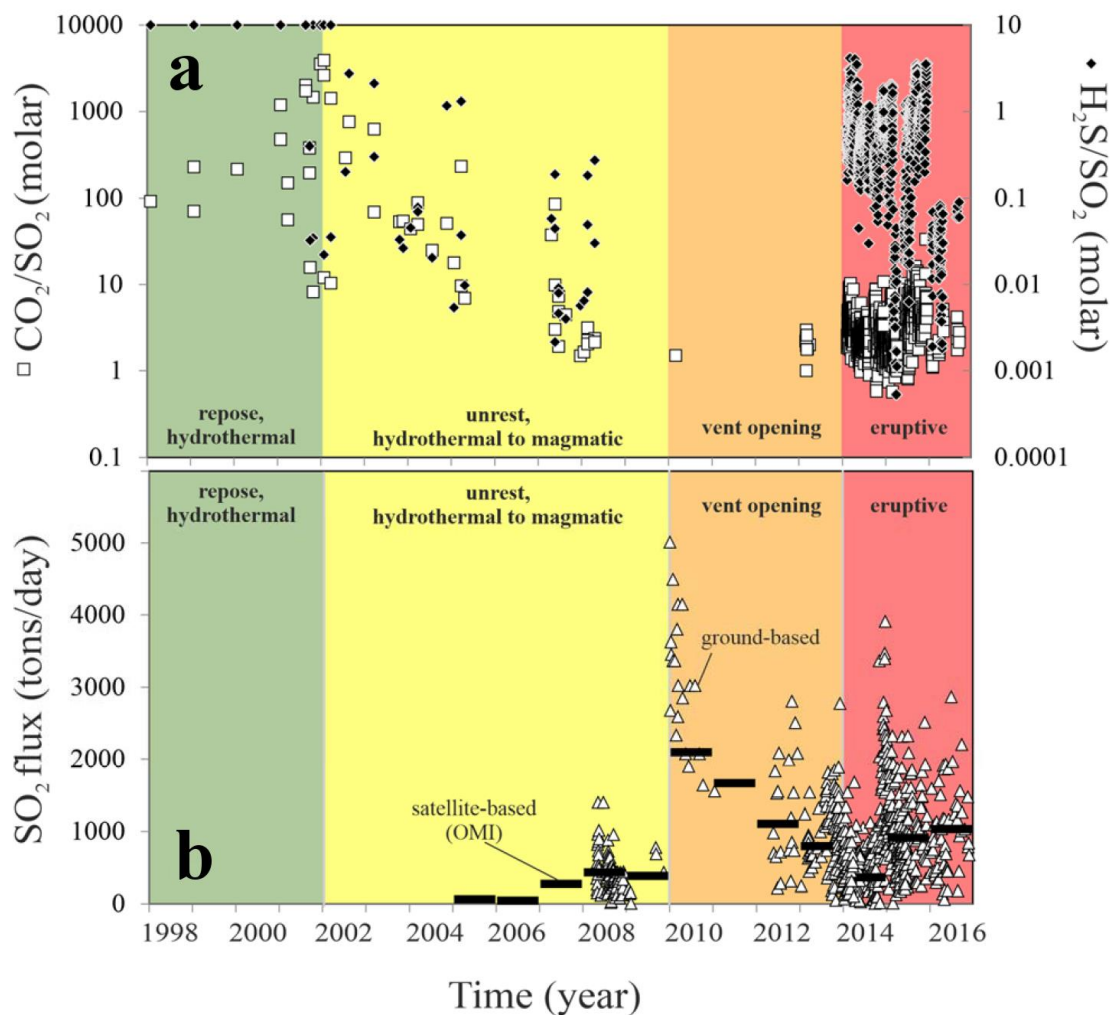 a
10000
1000
100
10
1
0.1
□ CO₂/SO₂ (molar)
10
1
0.1
0.01
0.001
0.0001
◆ H₂S/SO₂ (molar)
repose,
hydrothermal
unrest,
hydrothermal to magmatic
vent opening
eruptive
b
repose,
hydrothermal
unrest,
hydrothermal to magmatic
vent opening
eruptive
5000
4000
3000
2000
1000
0
SO₂ flux (tons/day)
ground-based
satellite-based
(OMI)
1998 2000 2002 2004 2006 2008 2010 2012 2014 2016
Time (year)